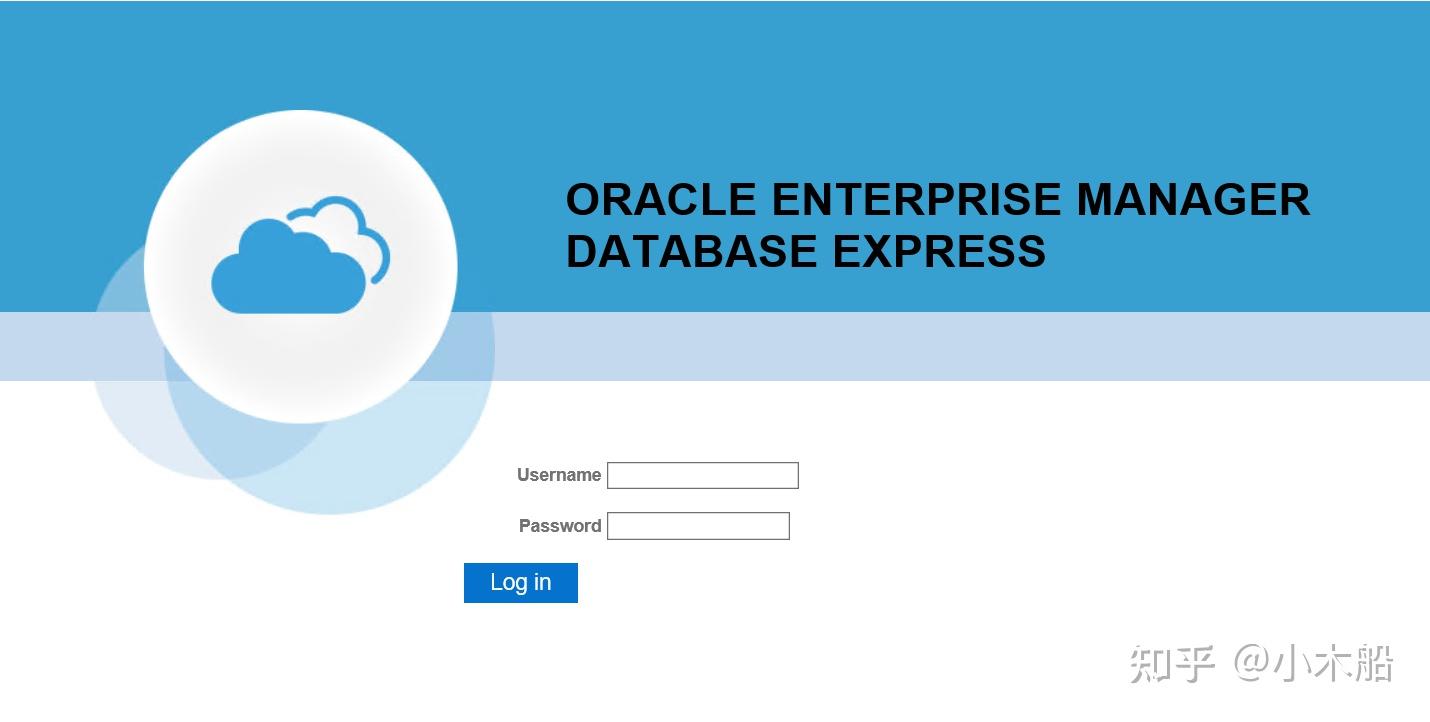 ORACLE ENTERPRISE MANAGER
DATABASE EXPRESS
Username
Password
Log in
知乎 @小木船